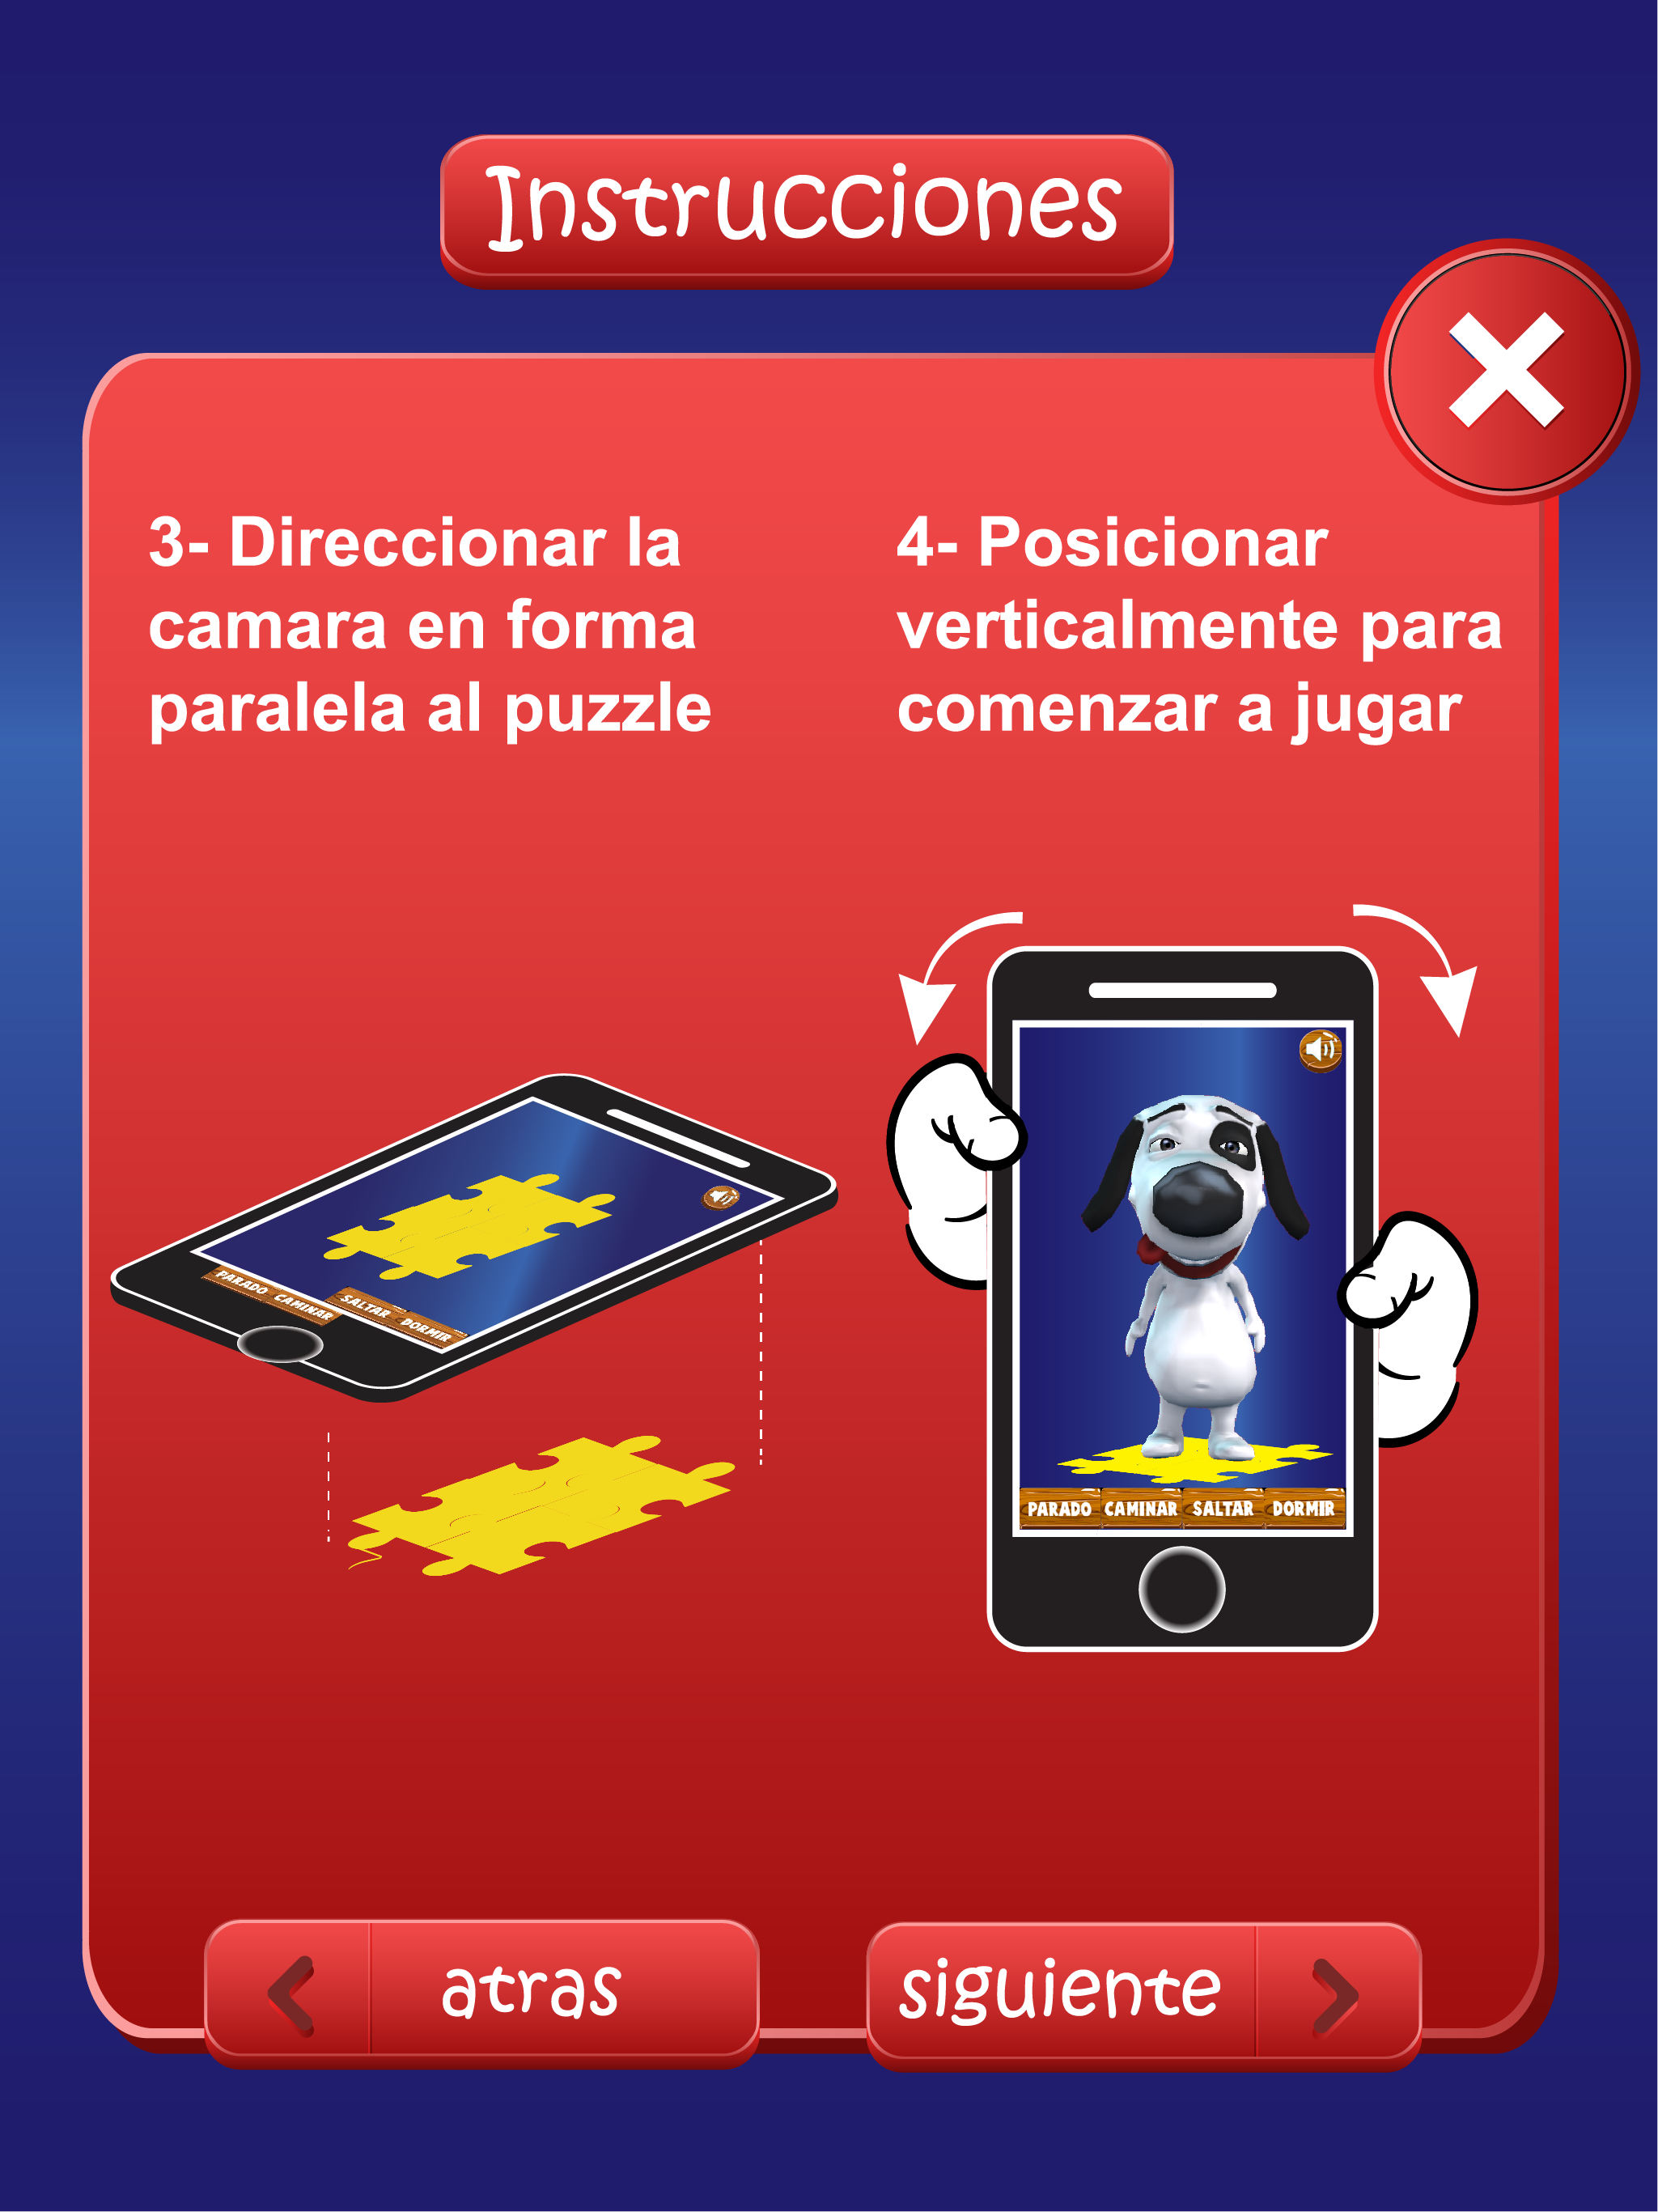 Instrucciones
3- Direccionar la
camara en forma
paralela al puzzle
4- Posicionar
verticalmente para
comenzar a jugar
PARADO CAMINAR SALTAR DORMIR
PARADO CAMINAR SALTAR DORMIR
atras
siguiente